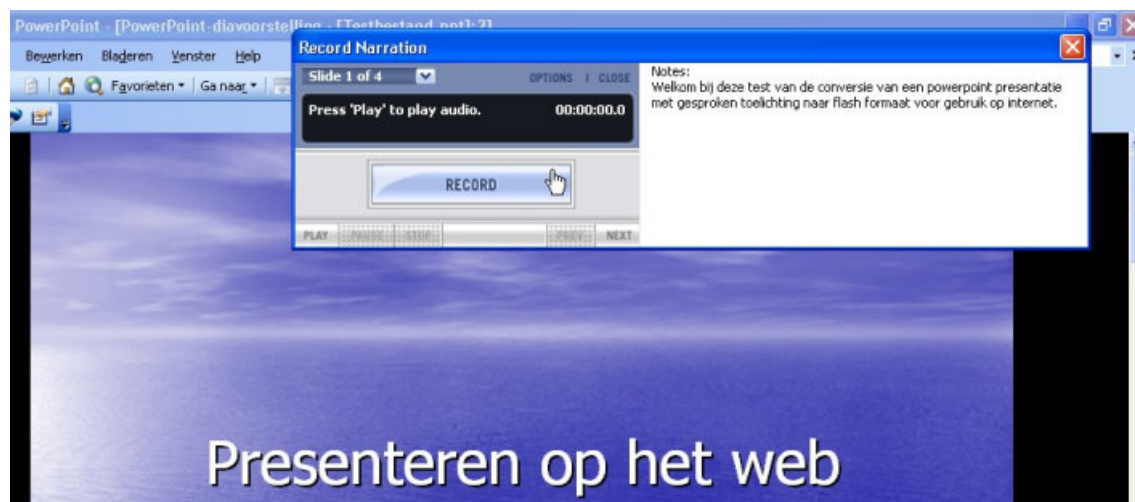 PowerPoint - [PowerPoint-diavoorstelling - [Testbestand.ppt]:2]
Bewerken Bladeren Venster Help
Favorieten Ga naar
Record Narration
Slide 1 of 4 OPTIONS | CLOSE
Press 'Play' to play audio. 00:00:00.0
RECORD
PLAY PAUSE STOP PREV NEXT
Notes:
Welkom bij deze test van de conversie van een powerpoint presentatie
met gesproken toelichting naar flash formaat voor gebruik op internet.
Presenteren op het web